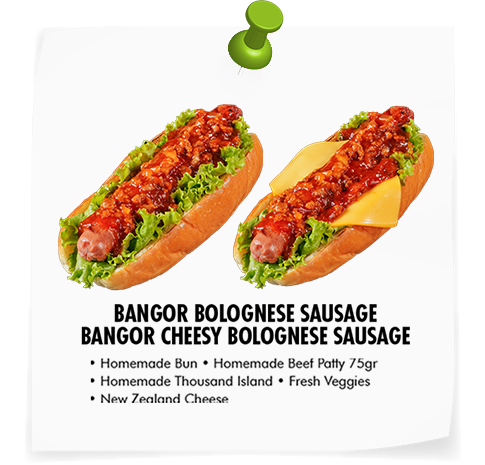 BANGOR BOLOGNESE SAUSAGE
BANGOR CHEESY BOLOGNESE SAUSAGE
• Homemade Bun • Homemade Beef Patty 75gr
• Homemade Thousand Island • Fresh Veggies
• New Zealand Cheese